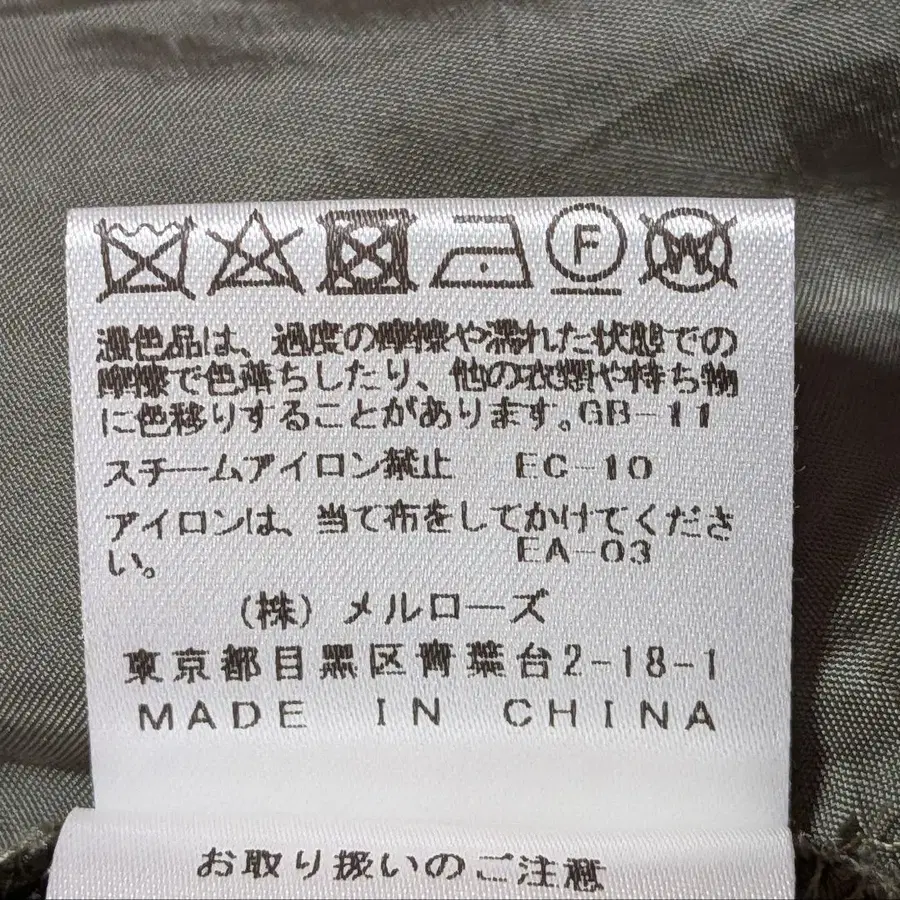 F
W
濃色品は、過度の摩擦や濡れた状態での
摩擦で色落ちしたり、他の衣類や持ち物
に色移りすることがあります。GB-11
スチームアイロン禁止 EC-10
アイロンは、当て布をしてかけてくださ
い。 EA-03
(株) メルローズ
東京都目黒区青葉台2-18-1
MADE IN CHINA
お取り扱いのご注意